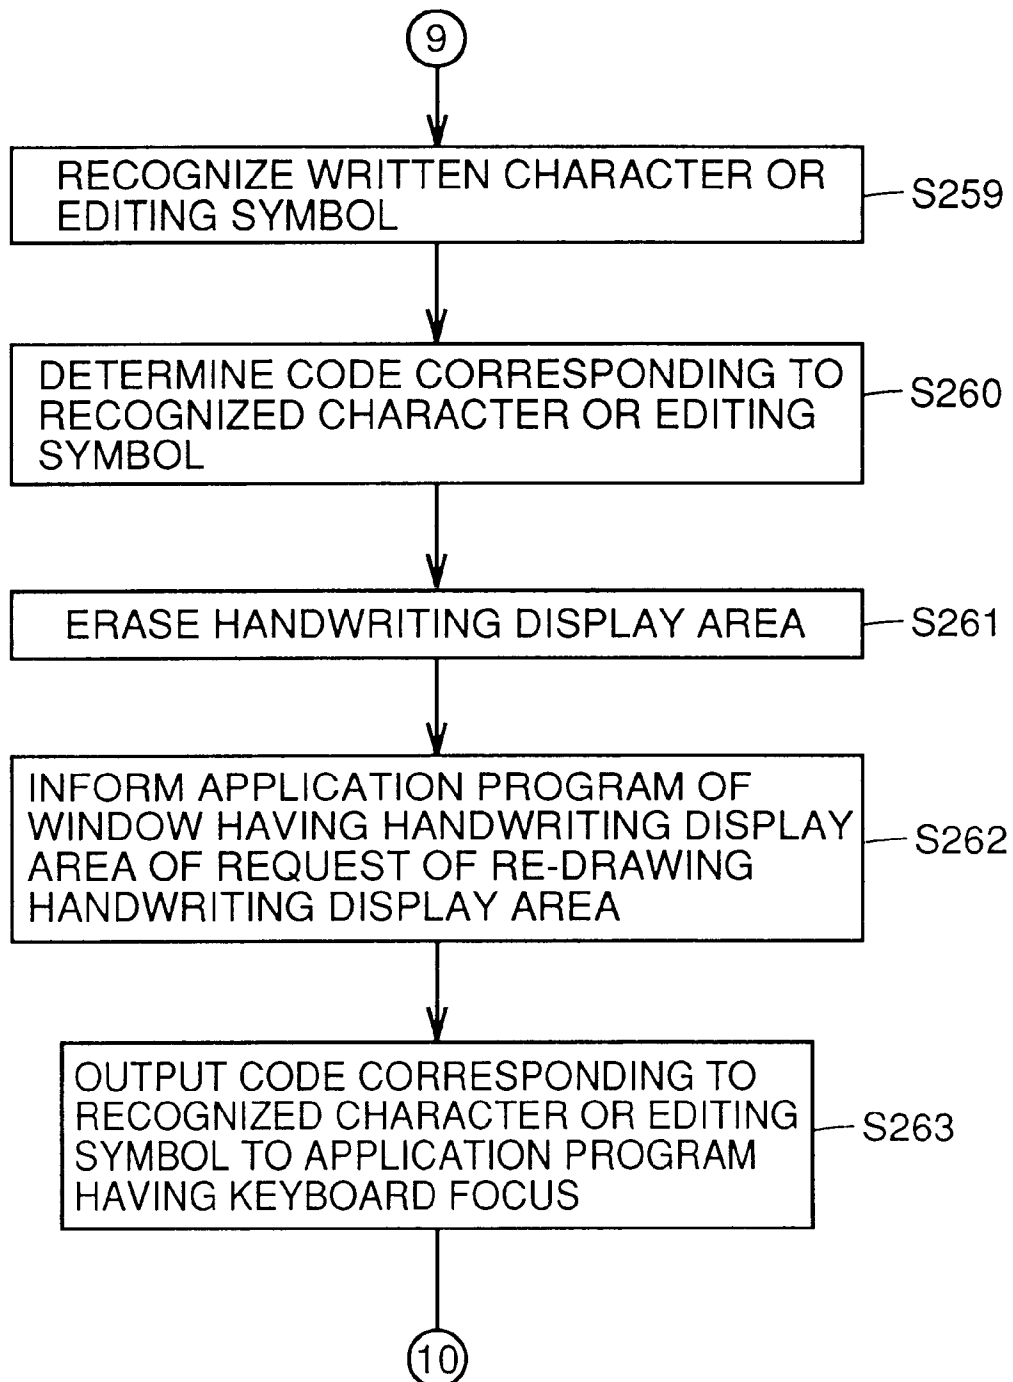 9
RECOGNIZE WRITTEN CHARACTER OR
EDITING SYMBOL
S259
DETERMINE CODE CORRESPONDING TO
RECOGNIZED CHARACTER OR EDITING
SYMBOL
S260
ERASE HANDWRITING DISPLAY AREA
S261
INFORM APPLICATION PROGRAM OF
WINDOW HAVING HANDWRITING DISPLAY
AREA OF REQUEST OF RE-DRAWING
HANDWRITING DISPLAY AREA
S262
OUTPUT CODE CORRESPONDING TO
RECOGNIZED CHARACTER OR EDITING
SYMBOL TO APPLICATION PROGRAM
HAVING KEYBOARD FOCUS
S263
10